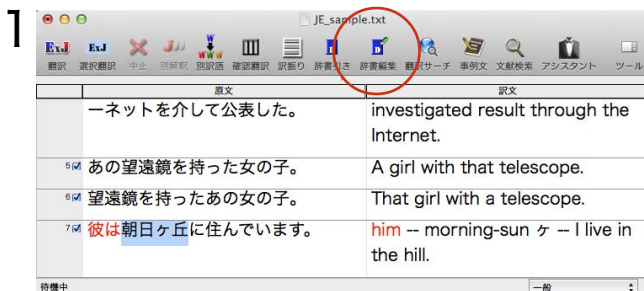 1
JE_sample.txt
翻訳 選択翻訳 中止 別解釈 別訳語 確認翻訳 訳振り 辞書引き 辞書編集 翻訳サーチ 事例文 文献検索 アシスタント ツール
原文 訳文
ーネットを介して公表した。 investigated result through the
Internet.
5 あの望遠鏡を持った女の子。 A girl with that telescope.
6 望遠鏡を持ったあの女の子。 That girl with a telescope.
7 彼は朝日ヶ丘に住んでいます。 him -- morning-sun ヶ -- I live in
the hill.
待機中 一般